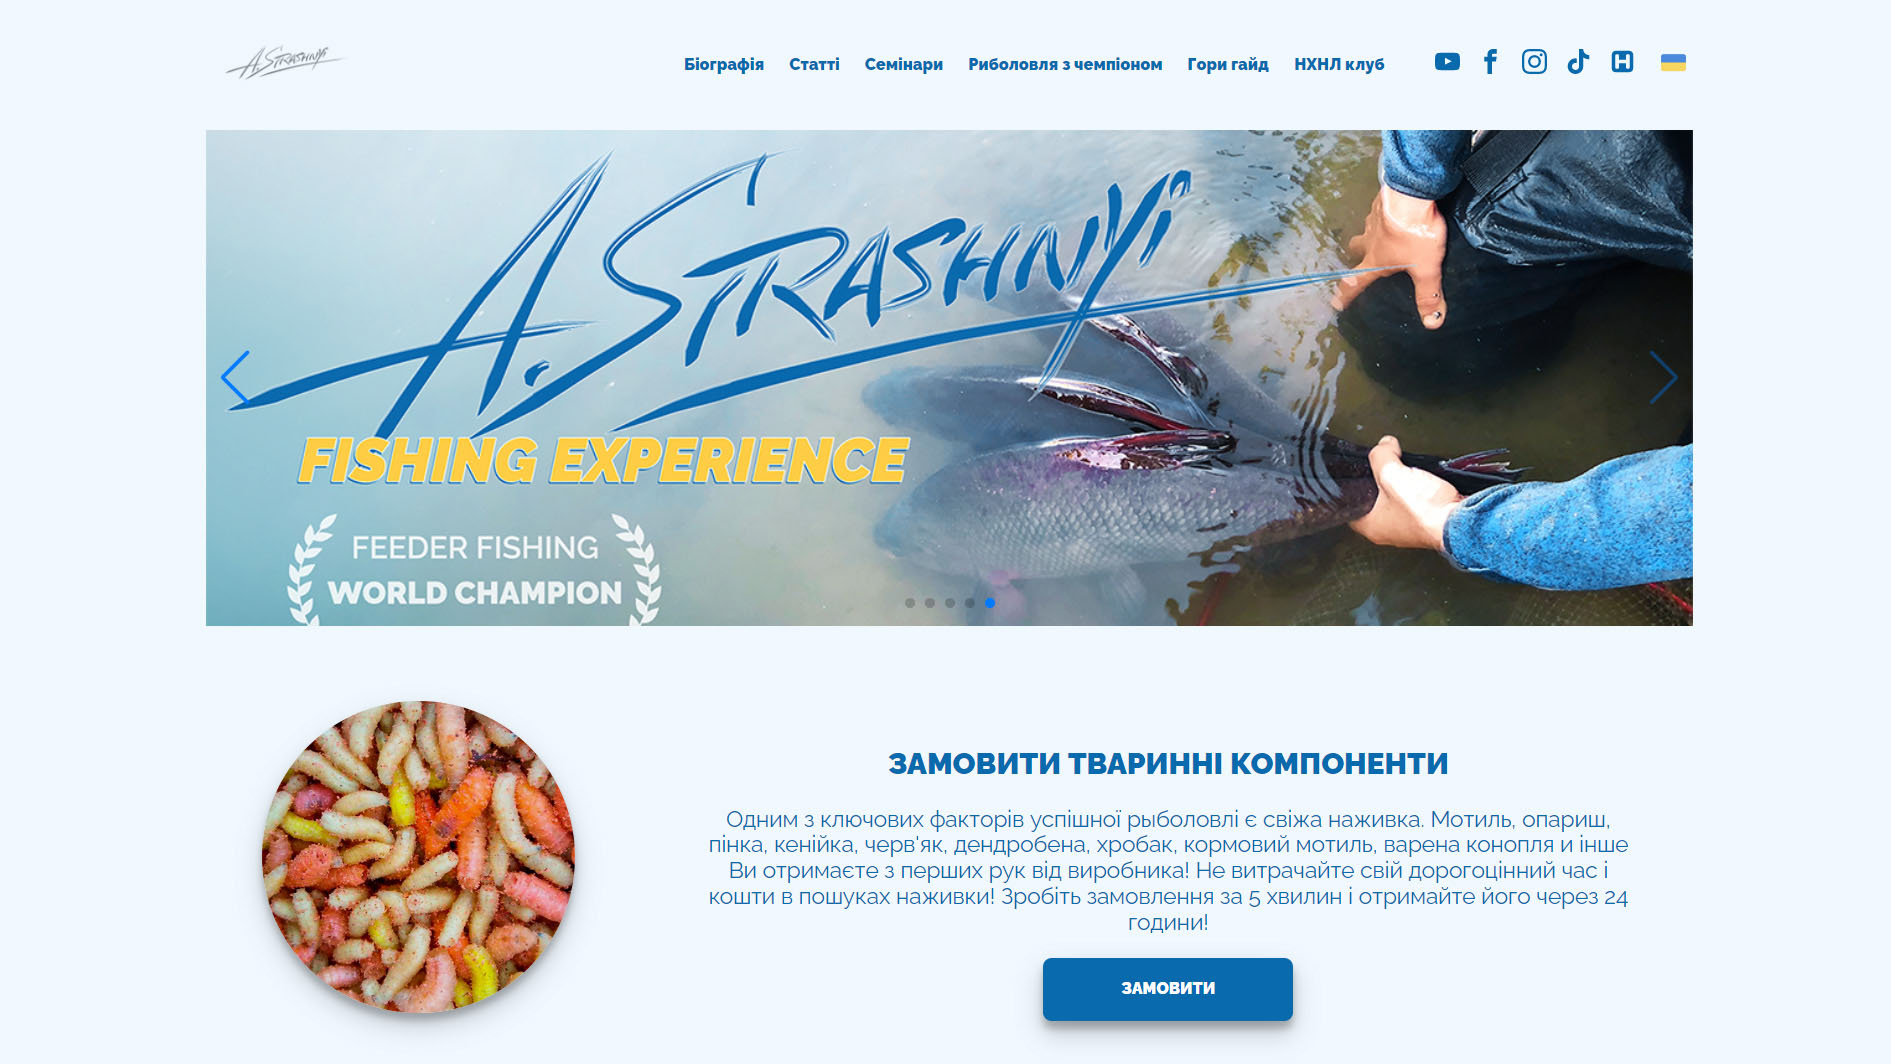 A.Strashnyi
Біографія Статті Семінари Риболовля з чемпіоном Гори гайд НХНЛ клуб
A.Strashnyi
FISHING EXPERIENCE
FEEDER FISHING
WORLD CHAMPION
ЗАМОВИТИ ТВАРИННІ КОМПОНЕНТИ
Одним з ключових факторів успішної рыболовлі є свіжа наживка. Мотиль, опариш,
пінка, кенійка, черв'як, дендробена, хробак, кормовий мотиль, варена конопля и інше
Ви отримаєте з перших рук від виробника! Не витрачайте свій дорогоцінний час і
кошти в пошуках наживки! Зробіть замовлення за 5 хвилин і отримайте його через 24
години!
ЗАМОВИТИ